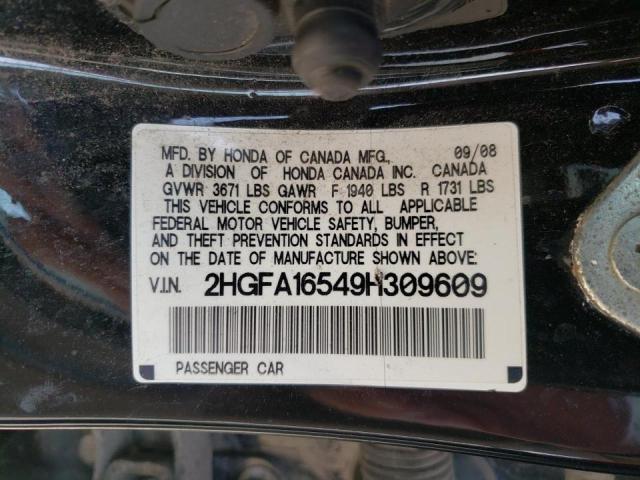 MFD. BY HONDA OF CANADA MFG., 09/08
A DIVISION OF HONDA CANADA INC. CANADA
GVWR 3671 LBS GAWR F 1940 LBS R 1731 LBS
THIS VEHICLE CONFORMS TO ALL APPLICABLE
FEDERAL MOTOR VEHICLE SAFETY, BUMPER,
AND THEFT PREVENTION STANDARDS IN EFFECT
ON THE DATE OF MANUFACTURE SHOWN ABOVE:
V.I.N. 2HGFA16549H309609
PASSENGER CAR